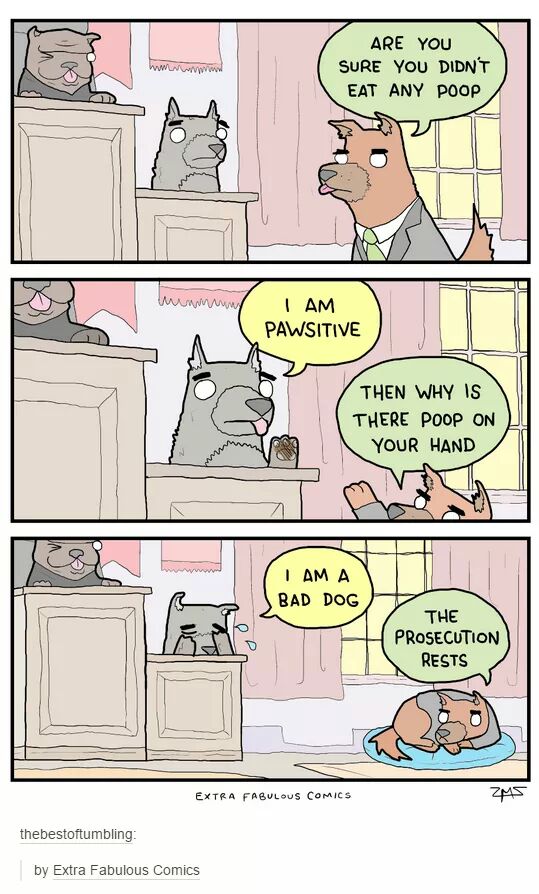 ARE YOU
SURE YOU DIDN'T
EAT ANY POOP
I AM
PAWSITIVE
THEN WHY IS
THERE POOP ON
YOUR HAND
I AM A
BAD DOG
THE
PROSECUTION
RESTS
EXTRA FABULOUS COMICS
ZMS
thebestoftumbling:
by Extra Fabulous Comics